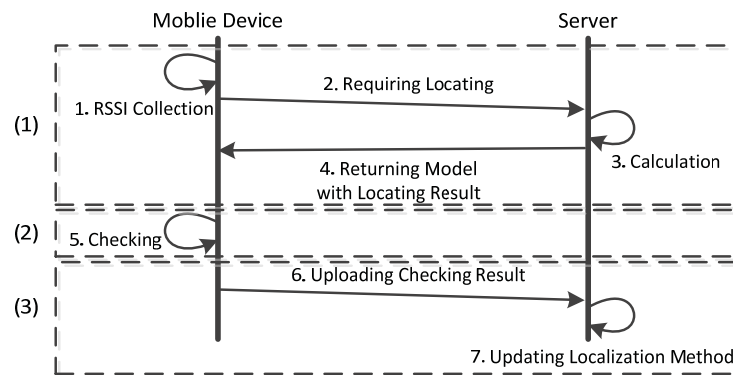 Moblie Device
Server
(1)
1. RSSI Collection
2. Requiring Locating
3. Calculation
4. Returning Model
with Locating Result
(2)
5. Checking
(3)
6. Uploading Checking Result
7. Updating Localization Method